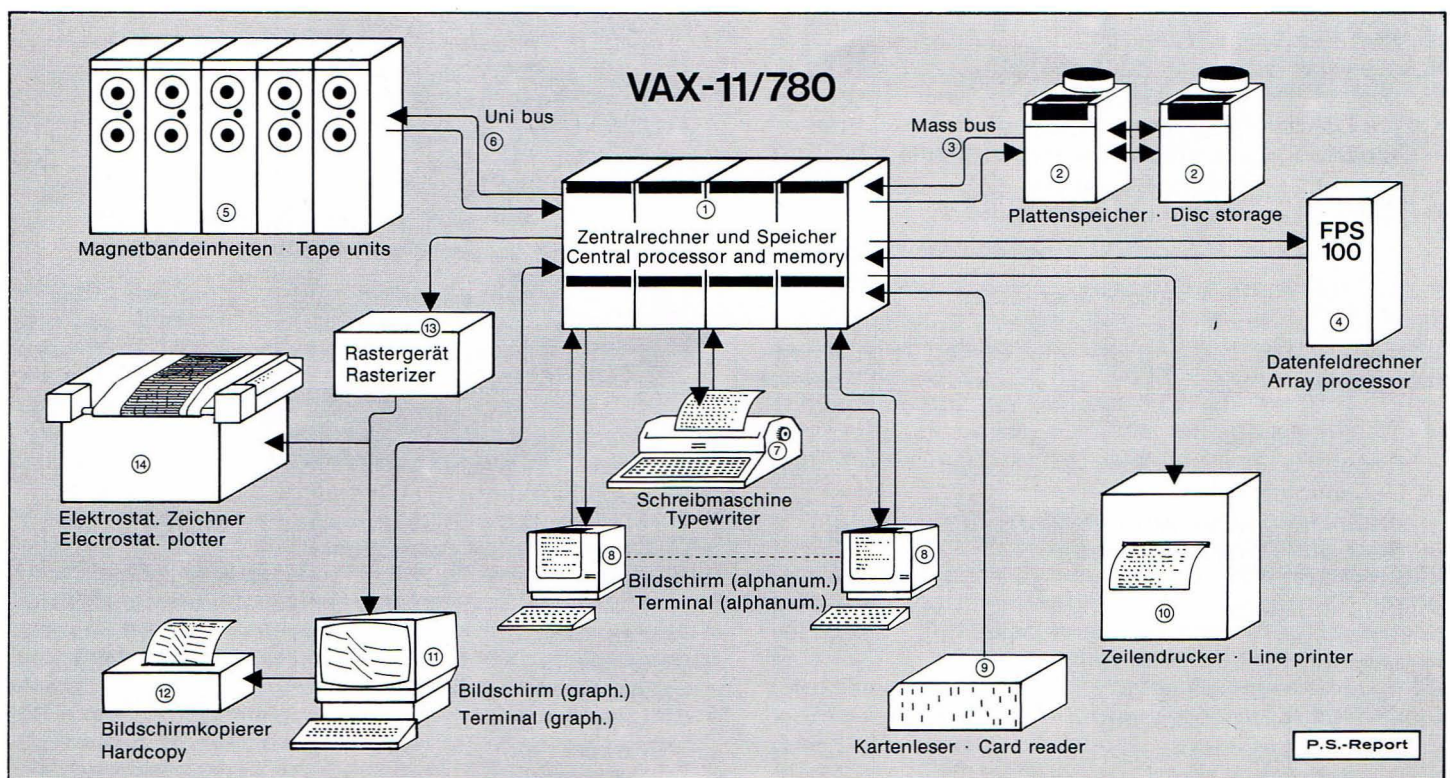 VAX-11/780
Uni bus
6
Mass bus
3
5
Magnetbandeinheiten · Tape units
1
Zentralrechner und Speicher
Central processor and memory
2
2
Plattenspeicher · Disc storage
FPS
100
4
Datenfeldrechner
Array processor
13
Rastergerät
Rasterizer
14
Elektrostat. Zeichner
Electrostat. plotter
7
Schreibmaschine
Typewriter
8
8
Bildschirm (alphanum.)
Terminal (alphanum.)
10
Zeilendrucker · Line printer
12
Bildschirmkopierer
Hardcopy
11
Bildschirm (graph.)
Terminal (graph.)
9
Kartenleser · Card reader
P.S.-Report